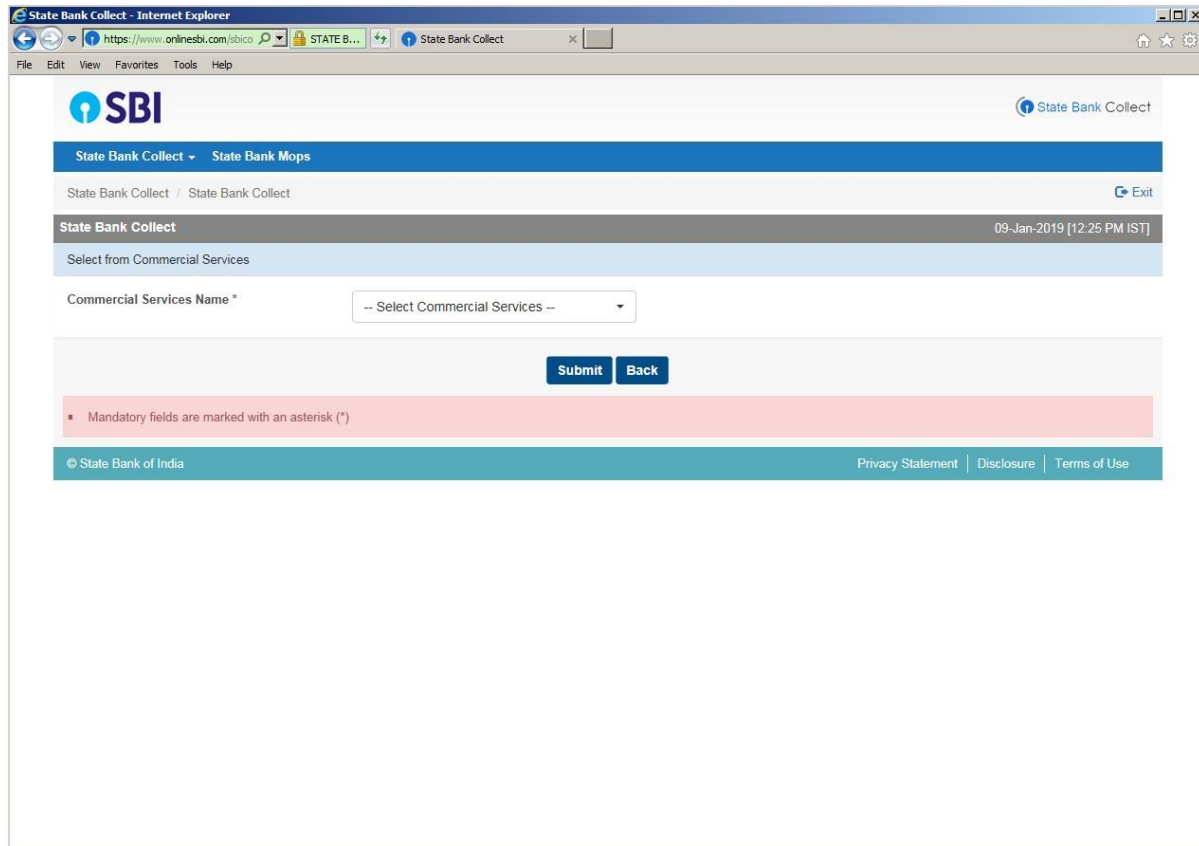 State Bank Collect - Internet Explorer
https://www.onlinesbi.com/sbico STATE B... State Bank Collect
File Edit View Favorites Tools Help
SBI State Bank Collect
State Bank Collect State Bank Mops
State Bank Collect / State Bank Collect Exit
State Bank Collect 09-Jan-2019 [12:25 PM IST]
Select from Commercial Services
Commercial Services Name * -- Select Commercial Services --
Submit Back
Mandatory fields are marked with an asterisk (*)
© State Bank of India Privacy Statement | Disclosure | Terms of Use